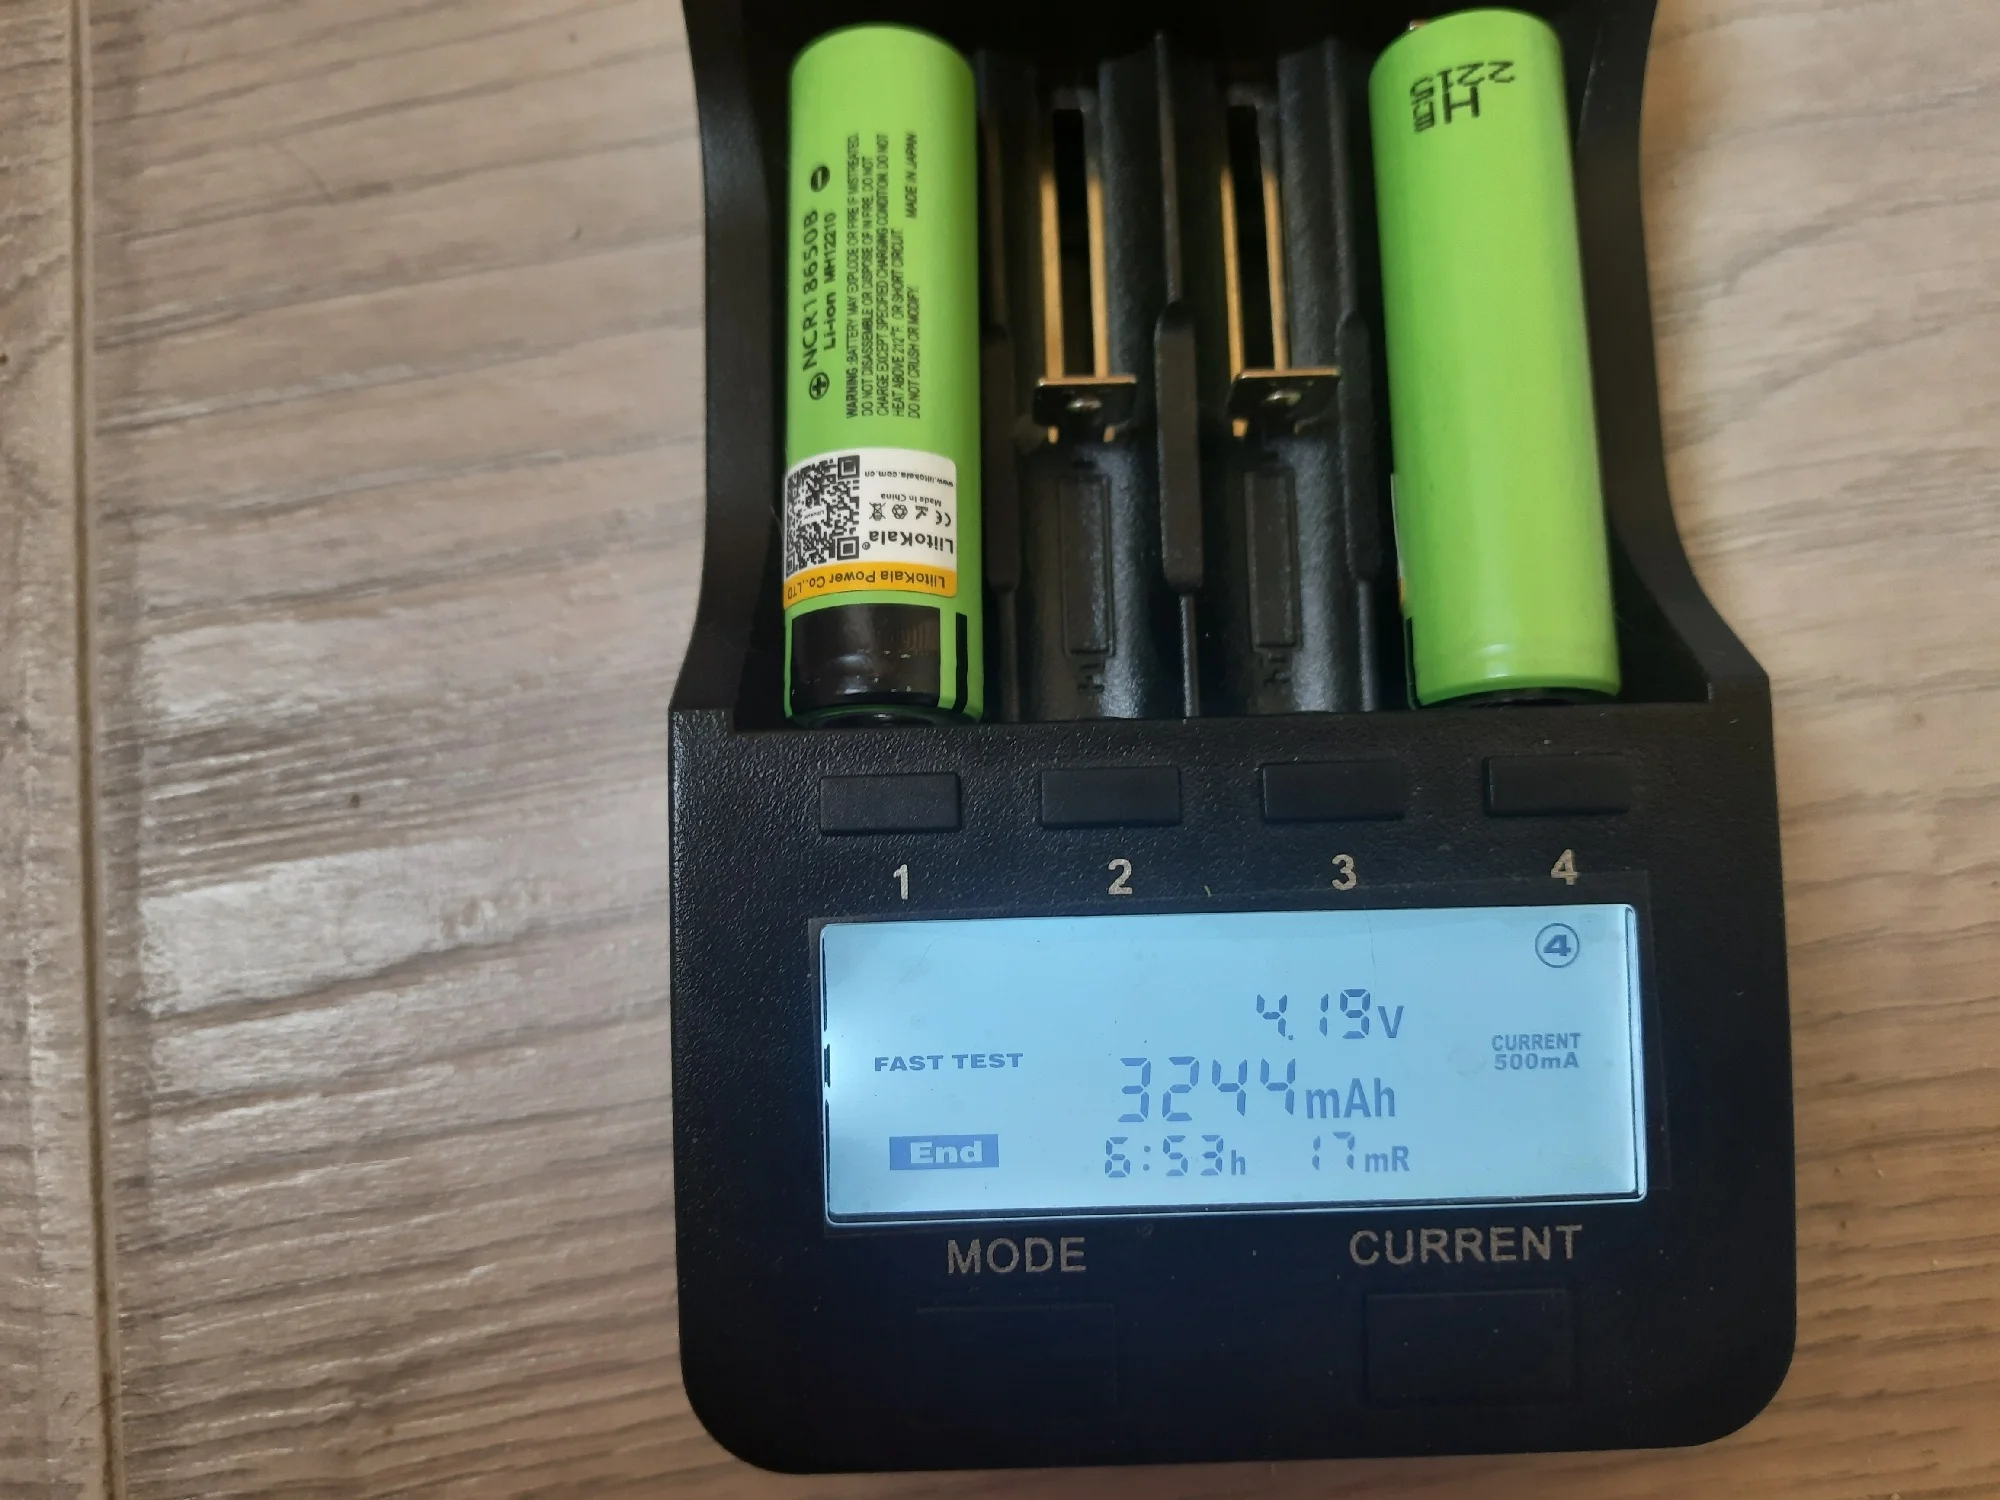 NCR18650B
Li-ion MH12210
WARNING :BATTERY MAY EXPLODE OR FIRE IF MISTREATED.
DO NOT DISASSEMBLE OR DISPOSE OF IN FIRE. DO NOT
CHARGE EXCEPT SPECIFIED CHARGING CONDITION. DO NOT
HEAT ABOVE 212°F. OR SHORT CIRCUIT.
DO NOT CRUSH OR MODIFY. MADE IN JAPAN
LiitoKala Power Co.,LTD
LiitoKala®
CE
Made in China
www.liitokala.com.cn
H
1
2
3
4
4
4.19V
FAST TEST
3244mAh
CURRENT
500mA
End
6:53h
17mR
MODE
CURRENT